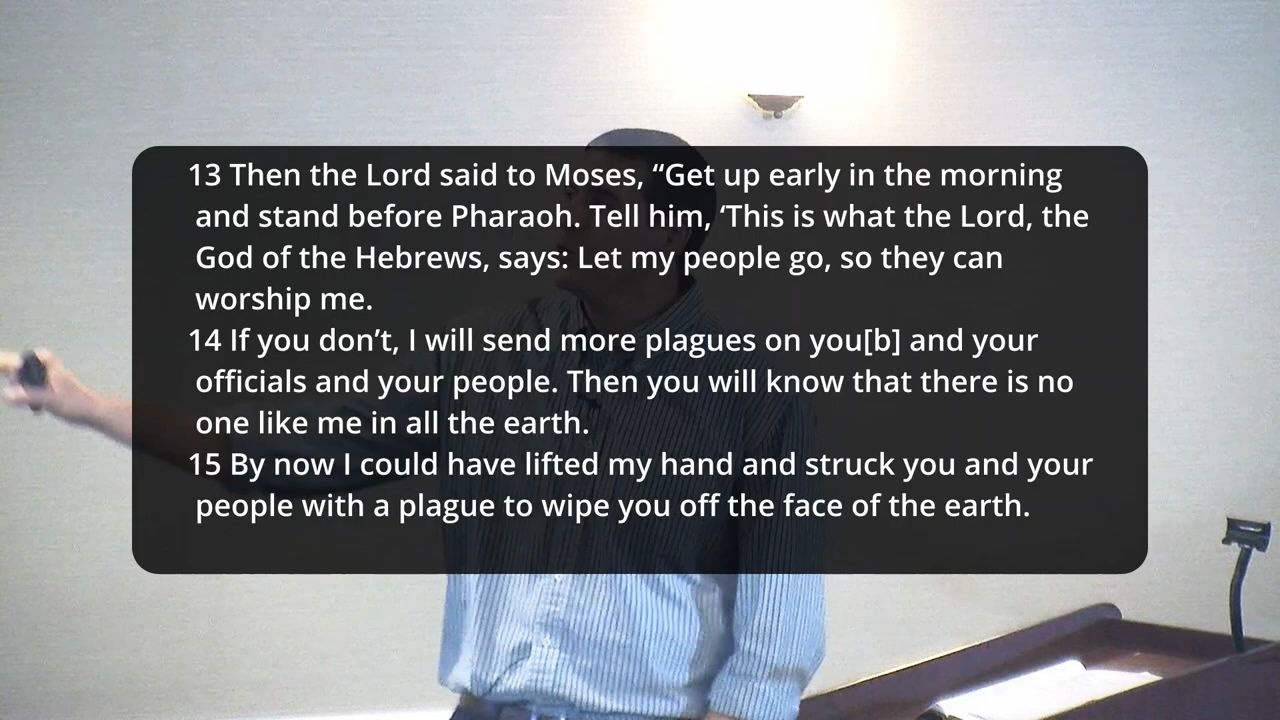 13 Then the Lord said to Moses, “Get up early in the morning
and stand before Pharaoh. Tell him, ‘This is what the Lord, the
God of the Hebrews, says: Let my people go, so they can
worship me.
14 If you don’t, I will send more plagues on you[b] and your
officials and your people. Then you will know that there is no
one like me in all the earth.
15 By now I could have lifted my hand and struck you and your
people with a plague to wipe you off the face of the earth.